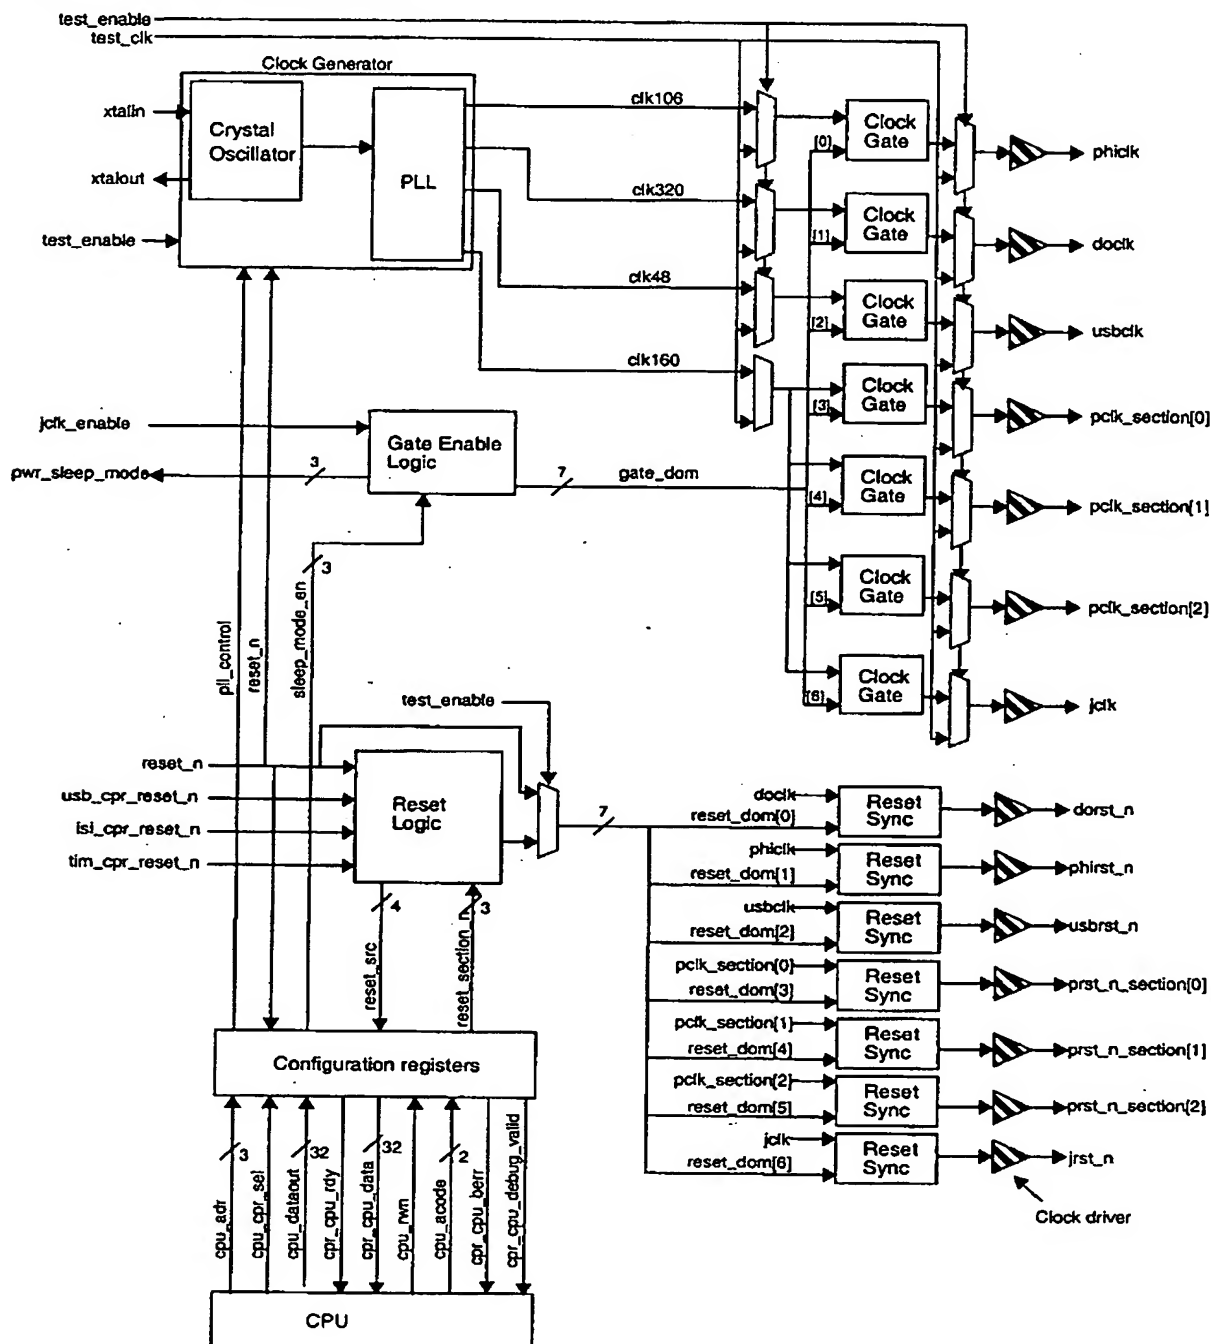 test_enable
test_clk
Clock Generator
xtalin
Crystal
Oscillator
PLL
xtalout
test_enable
clk106
clk320
clk48
clk160
[0]
Clock
Gate
phiclk
[1]
Clock
Gate
doclk
[2]
Clock
Gate
usbclk
[3]
Clock
Gate
pclk_section[0]
[4]
Clock
Gate
pclk_section[1]
[5]
Clock
Gate
pclk_section[2]
[6]
Clock
Gate
jclk
jclk_enable
pwr_sleep_mode
3
Gate Enable
Logic
7
gate_dom
3
pll_control
reset_n
sleep_mode_en
test_enable
reset_n
usb_cpr_reset_n
isi_cpr_reset_n
tim_cpr_reset_n
Reset
Logic
7
4
3
reset_src
reset_section_n
doclk
reset_dom[0]
Reset
Sync
dorst_n
phiclk
reset_dom[1]
Reset
Sync
phirst_n
usbclk
reset_dom[2]
Reset
Sync
usbrst_n
pclk_section[0]
reset_dom[3]
Reset
Sync
prst_n_section[0]
pclk_section[1]
reset_dom[4]
Reset
Sync
prst_n_section[1]
pclk_section[2]
reset_dom[5]
Reset
Sync
prst_n_section[2]
jclk
reset_dom[6]
Reset
Sync
jrst_n
Clock driver
Configuration registers
3
32
32
2
cpu_adr
cpu_cpr_sel
cpu_dataout
cpr_cpu_rdy
cpr_cpu_data
cpu_rwn
cpu_acode
cpr_cpu_berr
cpr_cpu_debug_valid
CPU